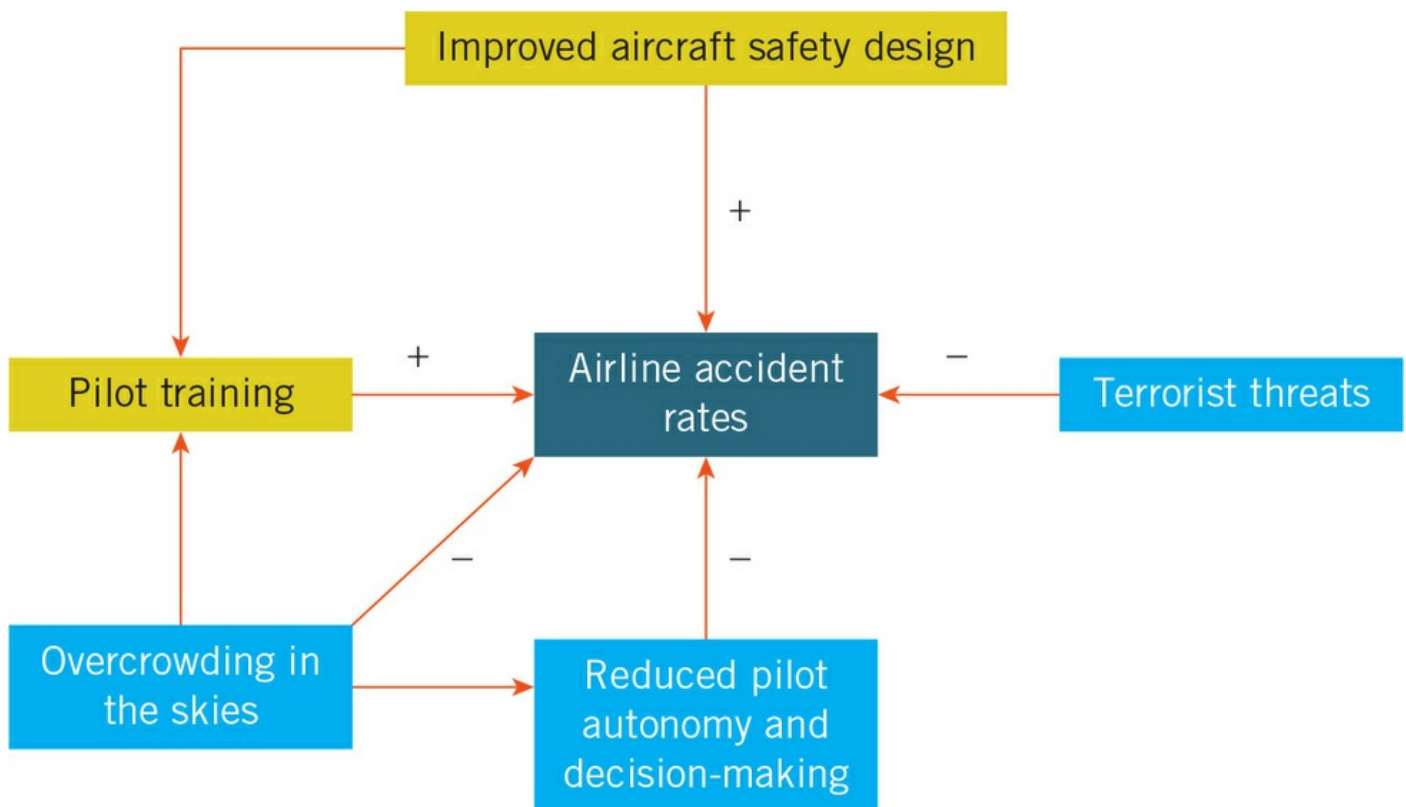 Improved aircraft safety design
+
Pilot training
+
Airline accident
rates
–
Terrorist threats
–
–
Overcrowding in
the skies
Reduced pilot
autonomy and
decision-making